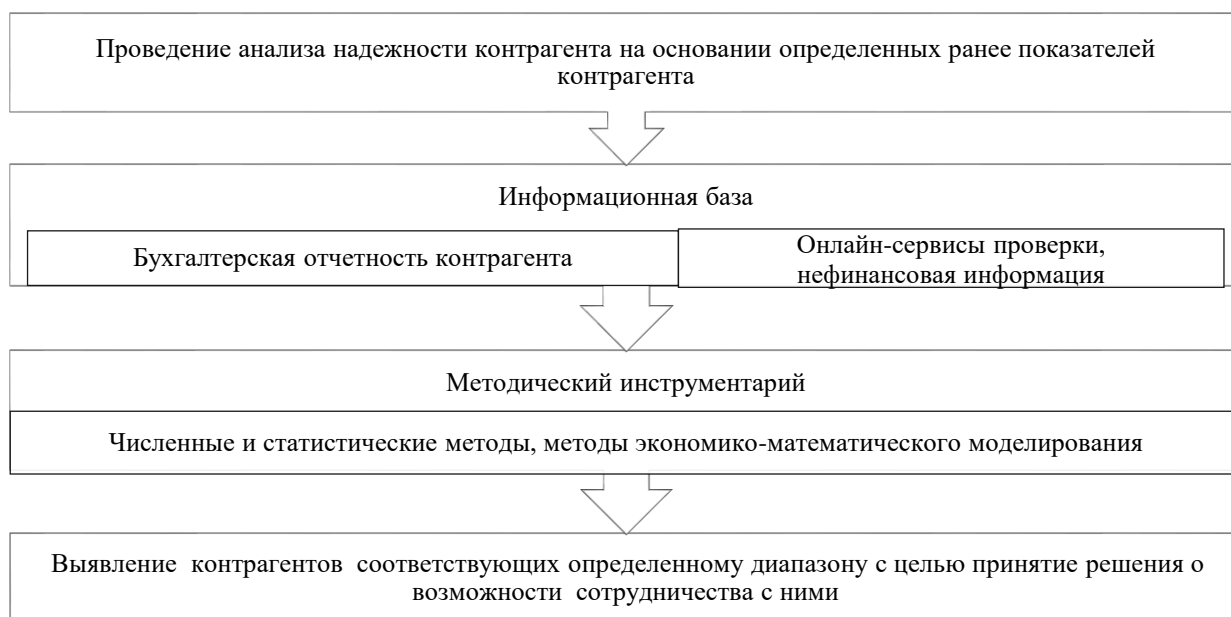 Проведение анализа надежности контрагента на основании определенных ранее показателей
контрагента
Информационная база
Бухгалтерская отчетность контрагента
Онлайн-сервисы проверки,
нефинансовая информация
Методический инструментарий
Численные и статистические методы, методы экономико-математического моделирования
Выявление контрагентов соответствующих определенному диапазону с целью принятие решения о
возможности сотрудничества с ними